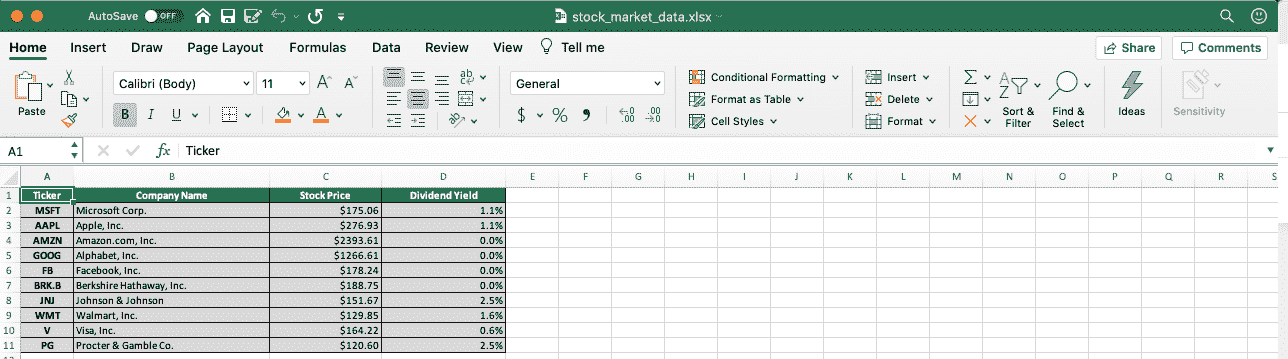 AutoSave OFF stock_market_data.xlsx
Home Insert Draw Page Layout Formulas Data Review View Tell me Share Comments
Paste Calibri (Body) 11 A A ab General Conditional Formatting Insert Σ A Z Sort & Filter Find & Select Ideas Sensitivity
Format as Table Delete
B I U A $ % Cell Styles Format
A1 fx Ticker
A B C D E F G H I J K L M N O P Q R S
1 Ticker Company Name Stock Price Dividend Yield
2 MSFT Microsoft Corp. $175.06 1.1%
3 AAPL Apple, Inc. $276.93 1.1%
4 AMZN Amazon.com, Inc. $2393.61 0.0%
5 GOOG Alphabet, Inc. $1266.61 0.0%
6 FB Facebook, Inc. $178.24 0.0%
7 BRK.B Berkshire Hathaway, Inc. $188.75 0.0%
8 JNJ Johnson & Johnson $151.67 2.5%
9 WMT Walmart, Inc. $129.85 1.6%
10 V Visa, Inc. $164.22 0.6%
11 PG Procter & Gamble Co. $120.60 2.5%